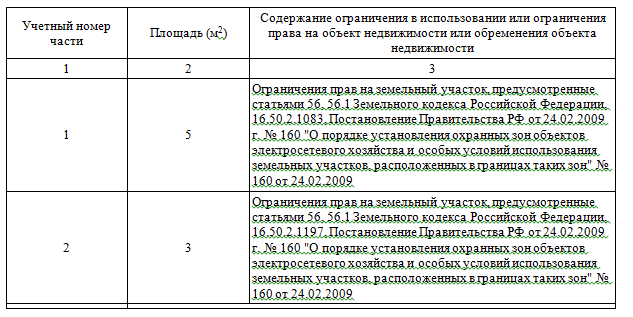 Учетный номер части
Площадь (м2)
Содержание ограничения в использовании или ограничения
права на объект недвижимости или обременения объекта
недвижимости
1
2
3
1
5
Ограничения прав на земельный участок, предусмотренные
статьями 56, 56.1 Земельного кодекса Российской Федерации,
16.50.2.1083, Постановление Правительства РФ от 24.02.2009
г. № 160 "О порядке установления охранных зон объектов
электросетевого хозяйства и особых условий использования
земельных участков, расположенных в границах таких зон" №
160 от 24.02.2009
2
3
Ограничения прав на земельный участок, предусмотренные
статьями 56, 56.1 Земельного кодекса Российской Федерации,
16.50.2.1197, Постановление Правительства РФ от 24.02.2009
г. № 160 "О порядке установления охранных зон объектов
электросетевого хозяйства и особых условий использования
земельных участков, расположенных в границах таких зон" №
160 от 24.02.2009